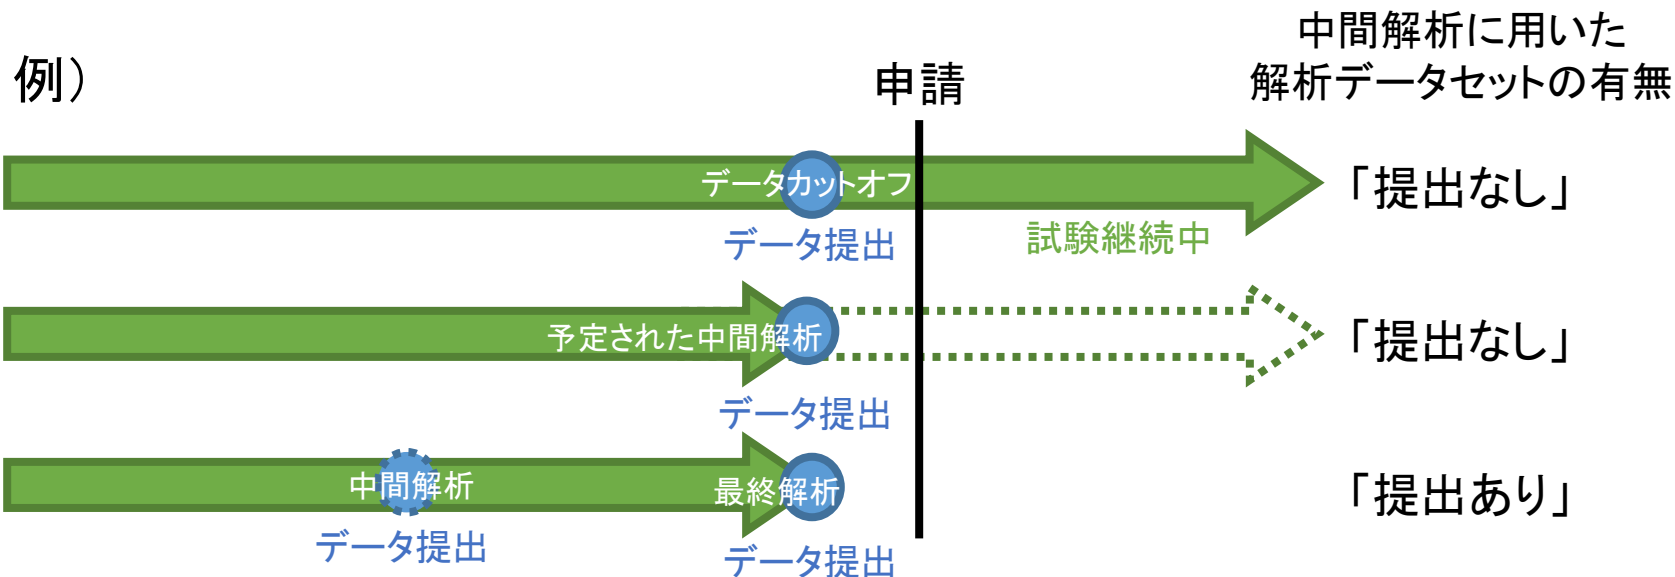 例）
申請
中間解析に用いた
解析データセットの有無
データカットオフ
データ提出
試験継続中
「提出なし」
予定された中間解析
データ提出
「提出なし」
中間解析
データ提出
最終解析
データ提出
「提出あり」